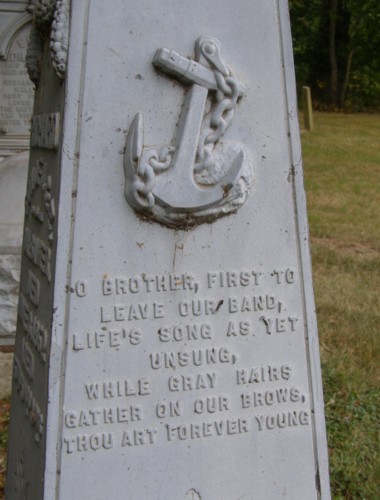 O BROTHER, FIRST TO
LEAVE OUR BAND,
LIFE'S SONG AS YET
UNSUNG,
WHILE GRAY HAIRS
GATHER ON OUR BROWS,
THOU ART FOREVER YOUNG